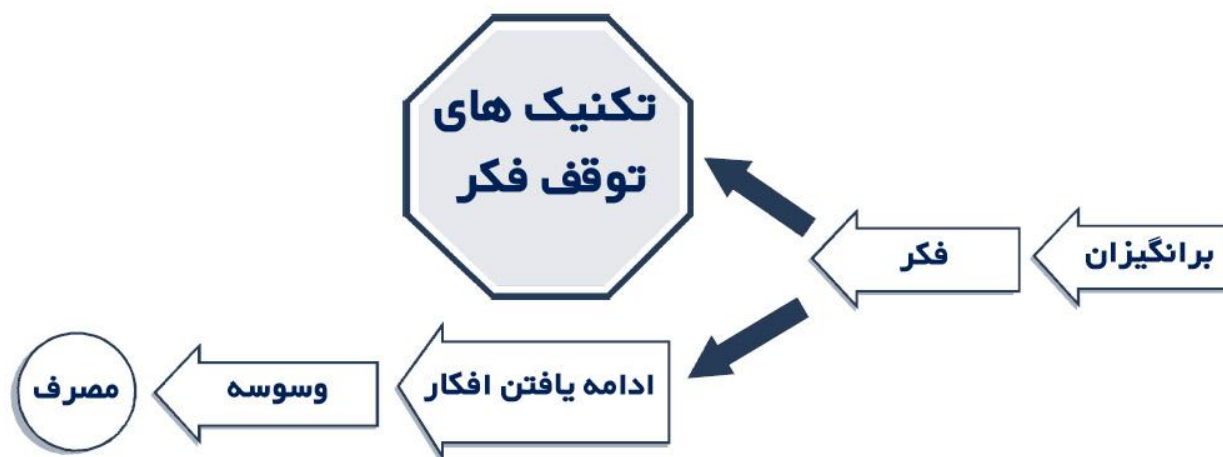 تکنیک های
توقف فکر
برانگیزان
فکر
ادامه یافتن افکار
وسوسه
مصرف